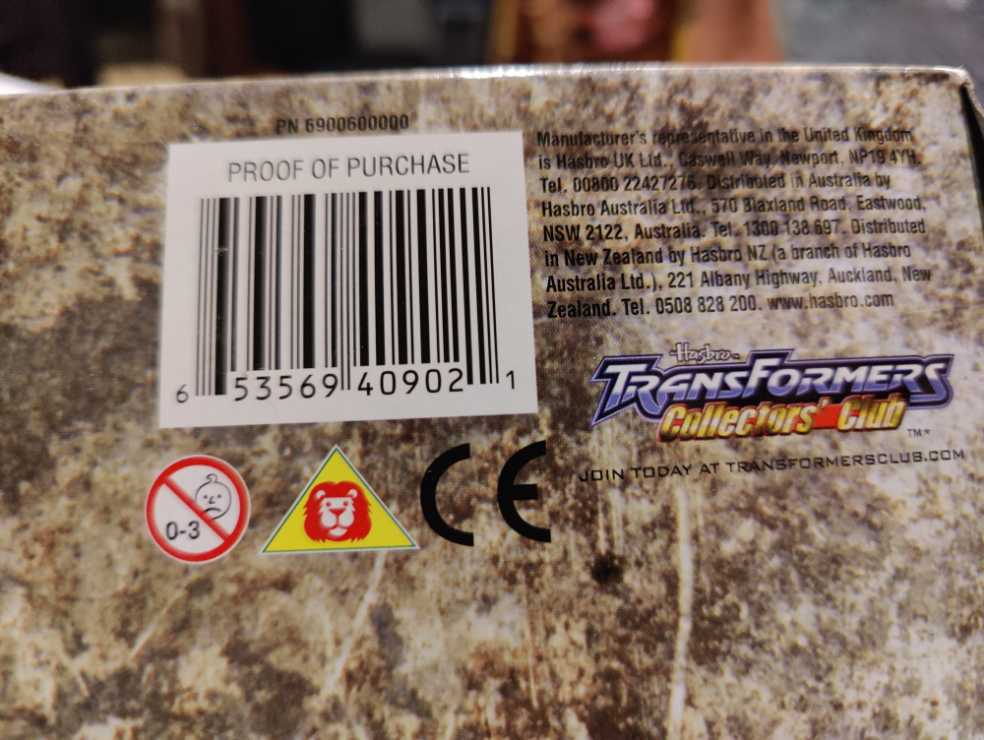 PN 6900600000
PROOF OF PURCHASE
6 53569 40902 1
Manufacturer's representative in the United Kingdom
is Hasbro UK Ltd., Caswell Way, Newport, NP19 4YH.
Tel. 00800 22427276. Distributed in Australia by
Hasbro Australia Ltd., 570 Blaxland Road, Eastwood,
NSW 2122, Australia. Tel. 1300 138 697. Distributed
in New Zealand by Hasbro NZ (a branch of Hasbro
Australia Ltd.), 221 Albany Highway, Auckland, New
Zealand. Tel. 0508 828 200. www.hasbro.com
Hasbro
TRANSFORMERS
Collectors' Club
TM*
JOIN TODAY AT TRANSFORMERSCLUB.COM
0-3
CE